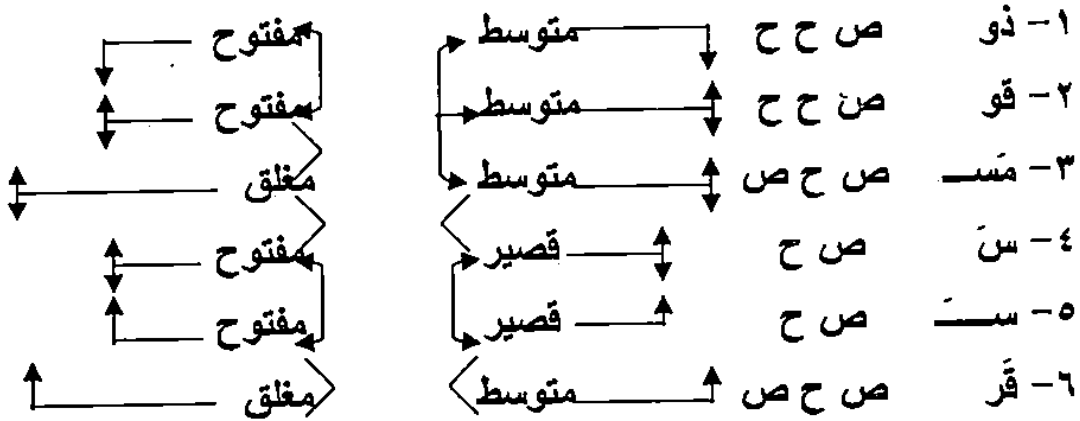 ١- ذو ص ح ح متوسط مفتوح
٢- قو ص ح ح متوسط مفتوح
٣- مَســ ص ح ص متوسط مغلق
٤- سَ ص ح قصير مفتوح
٥- ســَ ص ح قصير مفتوح
٦- قَر ص ح ص متوسط مغلق